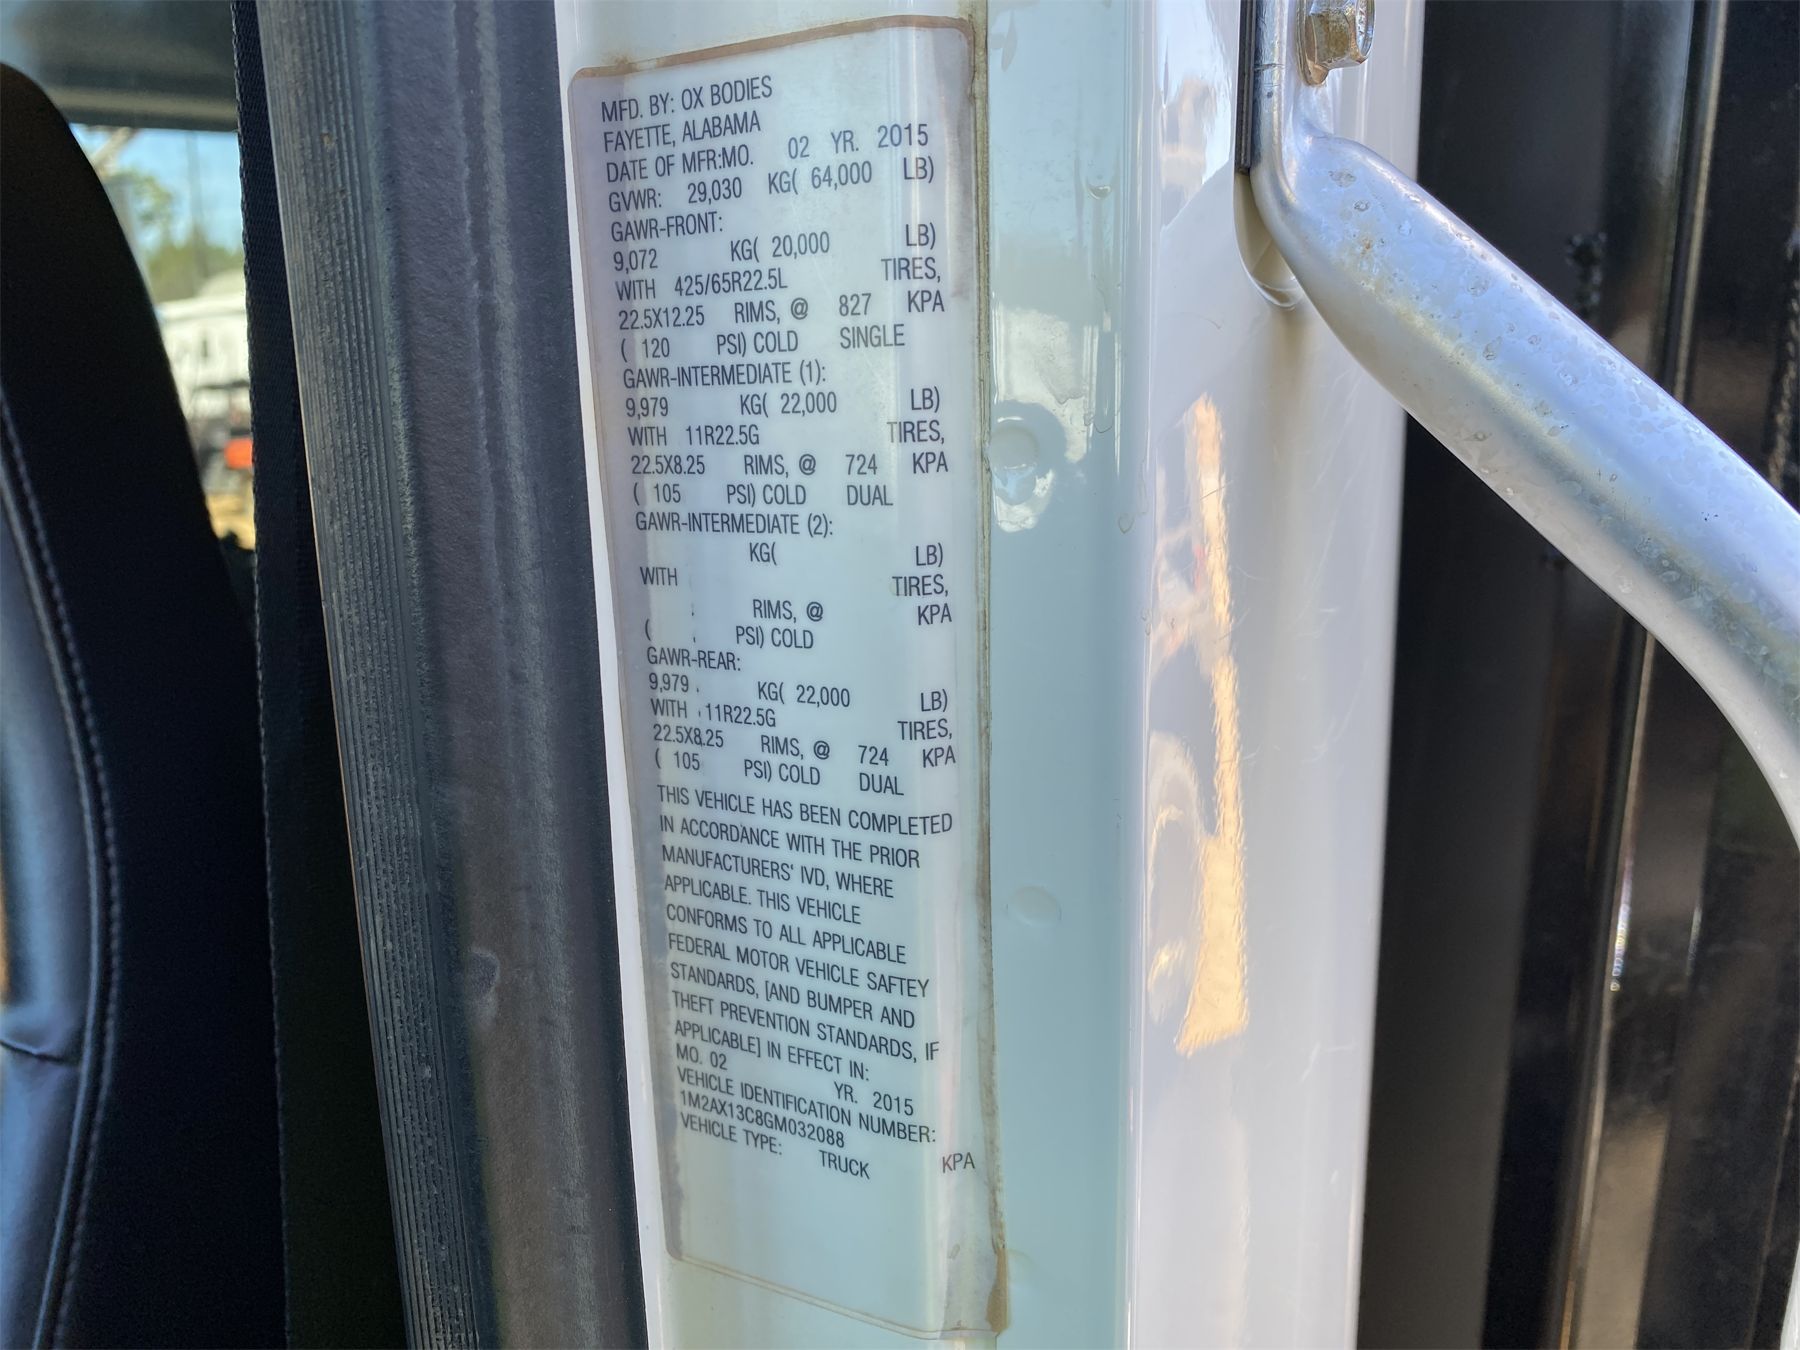 MFD. BY: OX BODIES
FAYETTE, ALABAMA
DATE OF MFR:MO. 02 YR. 2015
GVWR: 29,030 KG( 64,000 LB)
GAWR-FRONT:
9,072 KG( 20,000 LB)
WITH 425/65R22.5L TIRES,
22.5X12.25 RIMS, @ 827 KPA
( 120 PSI) COLD SINGLE
GAWR-INTERMEDIATE (1):
9,979 KG( 22,000 LB)
WITH 11R22.5G TIRES,
22.5X8.25 RIMS, @ 724 KPA
( 105 PSI) COLD DUAL
GAWR-INTERMEDIATE (2):
KG( LB)
WITH TIRES,
RIMS, @ KPA
( PSI) COLD
GAWR-REAR:
9,979 KG( 22,000 LB)
WITH 11R22.5G TIRES,
22.5X8.25 RIMS, @ 724 KPA
( 105 PSI) COLD DUAL
THIS VEHICLE HAS BEEN COMPLETED
IN ACCORDANCE WITH THE PRIOR
MANUFACTURERS' IVD, WHERE
APPLICABLE. THIS VEHICLE
CONFORMS TO ALL APPLICABLE
FEDERAL MOTOR VEHICLE SAFTEY
STANDARDS, [AND BUMPER AND
THEFT PREVENTION STANDARDS, IF
APPLICABLE] IN EFFECT IN:
MO. 02 YR. 2015
VEHICLE IDENTIFICATION NUMBER:
1M2AX13C8GM032088
VEHICLE TYPE: TRUCK KPA